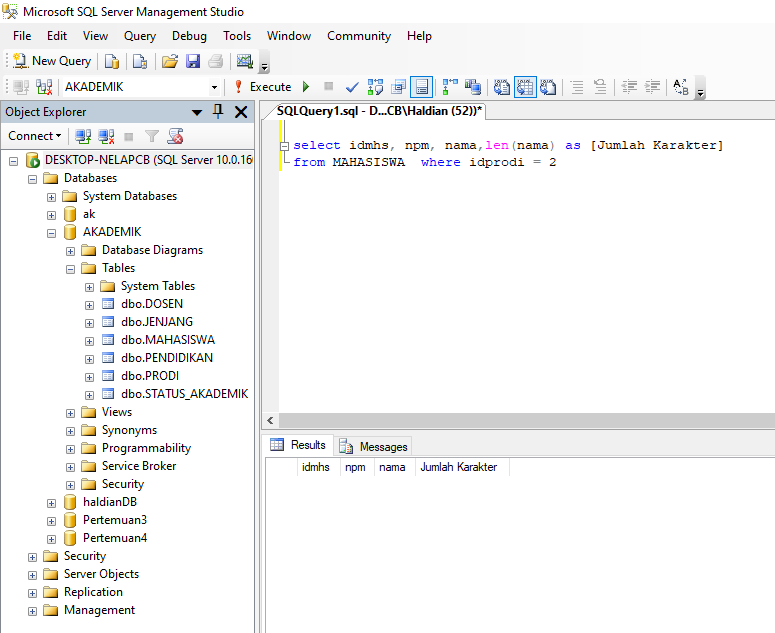 Microsoft SQL Server Management Studio
File Edit View Query Debug Tools Window Community Help
New Query
AKADEMIK Execute
Object Explorer
Connect
DESKTOP-NELAPCB (SQL Server 10.0.16
Databases
System Databases
ak
AKADEMIK
Database Diagrams
Tables
System Tables
dbo.DOSEN
dbo.JENJANG
dbo.MAHASISWA
dbo.PENDIDIKAN
dbo.PRODI
dbo.STATUS_AKADEMIK
Views
Synonyms
Programmability
Service Broker
Security
haldianDB
Pertemuan3
Pertemuan4
Security
Server Objects
Replication
Management
SQLQuery1.sql - D...CB\Haldian (52))*
select idmhs, npm, nama,len(nama) as [Jumlah Karakter]
from MAHASISWA  where idprodi = 2
Results Messages
idmhs npm nama Jumlah Karakter